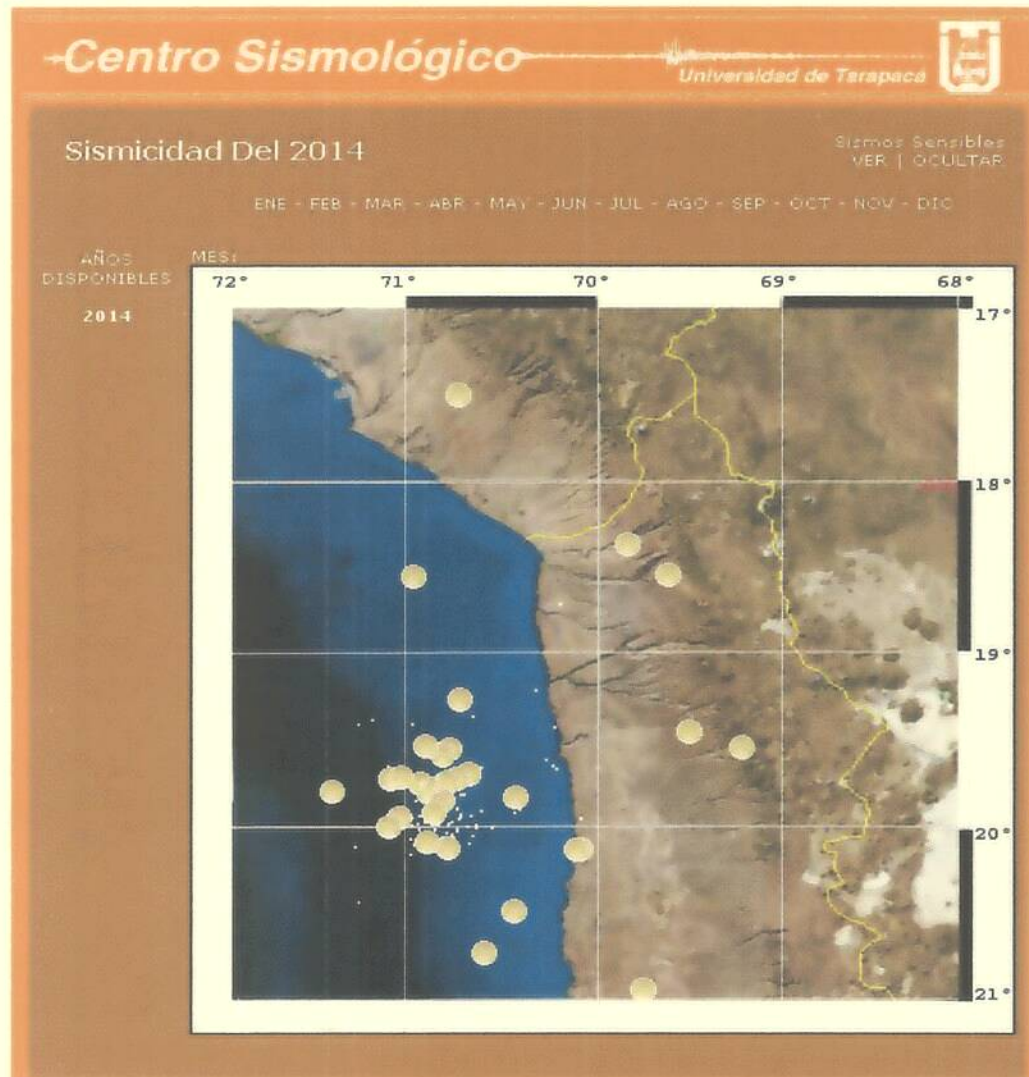 Centro Sismológico
Universidad de Tarapacá
Sismicidad Del 2014
Sismos Sensibles
VER | OCULTAR
ENE - FEB - MAR - ABR - MAY - JUN - JUL - AGO - SEP - OCT - NOV - DIC
AÑOS
DISPONIBLES
2014
MES:
72° 71° 70° 69° 68°
17°
18°
19°
20°
21°